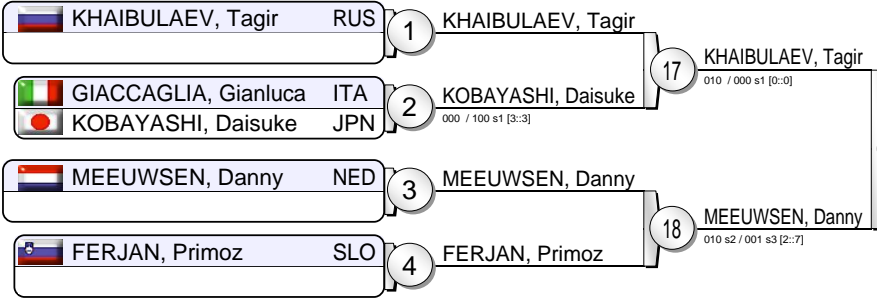 KHAIBULAEV, Tagir RUS
1
KHAIBULAEV, Tagir
17
KHAIBULAEV, Tagir
010 / 000 s1 [0::0]
GIACCAGLIA, Gianluca ITA
KOBAYASHI, Daisuke JPN
2
KOBAYASHI, Daisuke
000 / 100 s1 [3::3]
MEEUWSEN, Danny NED
3
MEEUWSEN, Danny
18
MEEUWSEN, Danny
010 s2 / 001 s3 [2::7]
FERJAN, Primoz SLO
4
FERJAN, Primoz